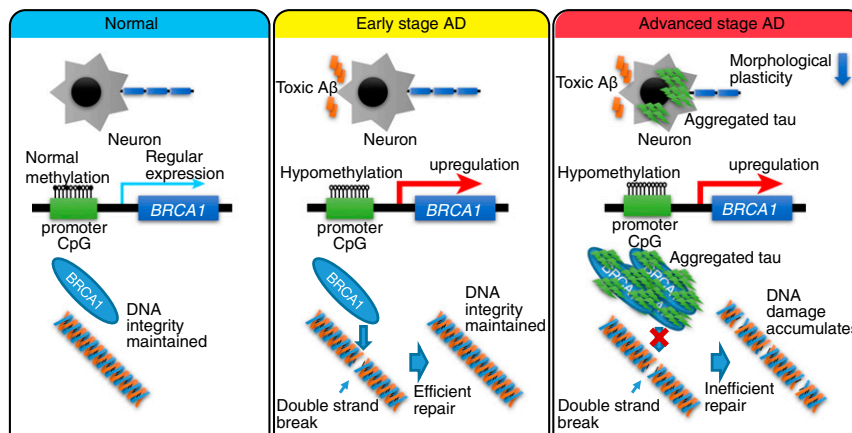 Normal
Neuron
Normal
methylation
Regular
expression
BRCA1
promoter
CpG
BRCA1
DNA
integrity
maintained
Early stage AD
Toxic Aβ
Neuron
Hypomethylation
upregulation
BRCA1
promoter
CpG
BRCA1
DNA
integrity
maintained
Double strand
break
Efficient
repair
Advanced stage AD
Toxic Aβ
Morphological
plasticity
Aggregated tau
Neuron
Hypomethylation
upregulation
BRCA1
promoter
CpG
Aggregated tau
BRCA1
BRCA1
DNA
damage
accumulates
Double strand
break
Inefficient
repair